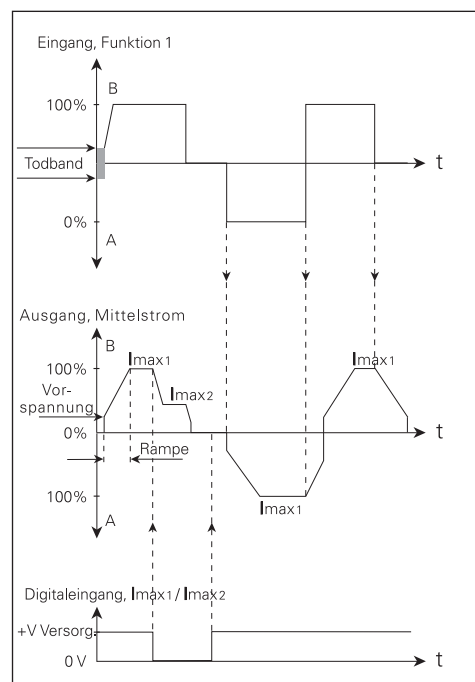 Eingang, Funktion 1
B
100%
Todband
t
0%
A
Ausgang, Mittelstrom
B
100%
Imax1
Imax1
Vor-
spannung
Imax2
0%
t
Rampe
100%
Imax1
A
Digitaleingang, Imax1 / Imax2
+V Versorg.
0 V
t